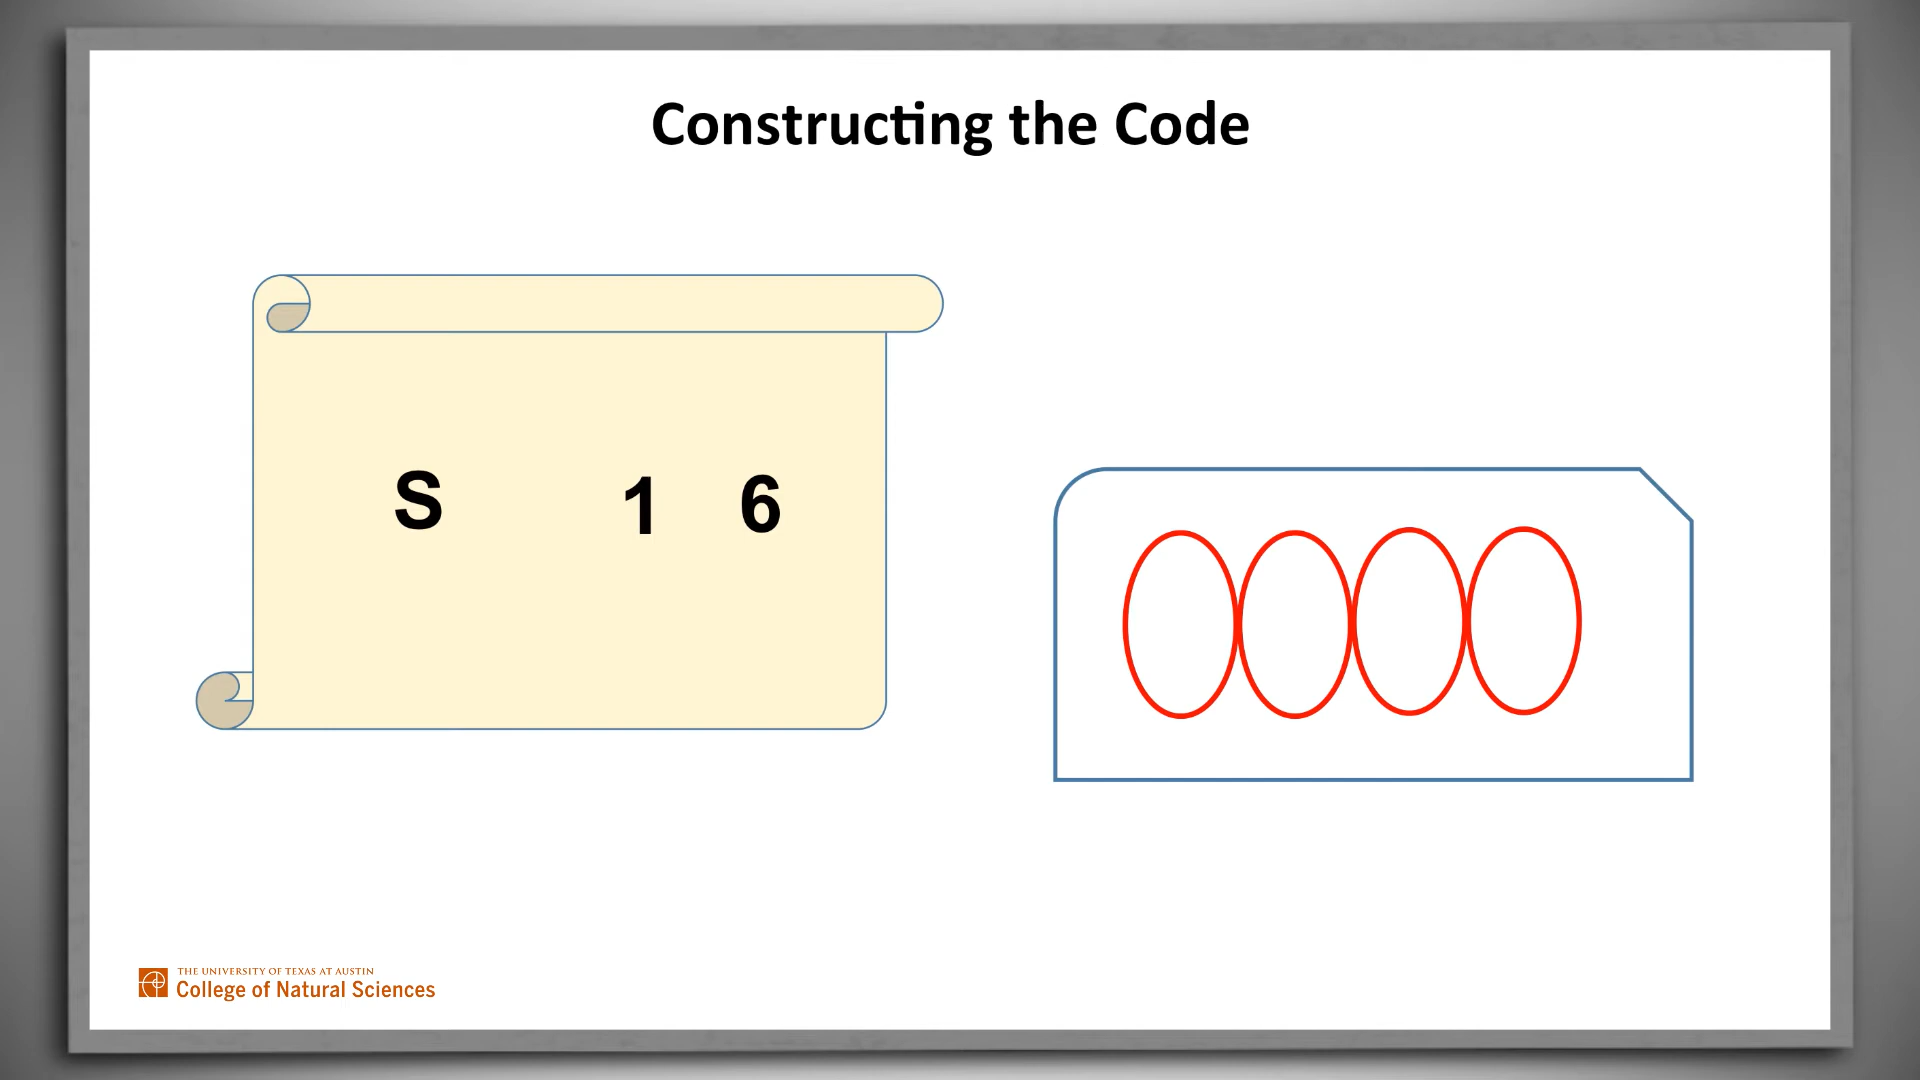 Constructing the Code
S 1 6
THE UNIVERSITY OF TEXAS AT AUSTIN
College of Natural Sciences